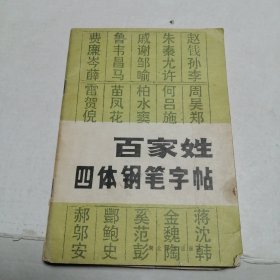 赵钱孙李 周吴郑
朱秦尤许 何吕施
戚谢邹喻 柏水窦
鲁韦昌马 苗凤花
费廉岑薛 雷贺倪
百家姓
四体钢笔字帖
蒋沈韩
金魏陶
奚范彭
酆鲍史
郝邬安